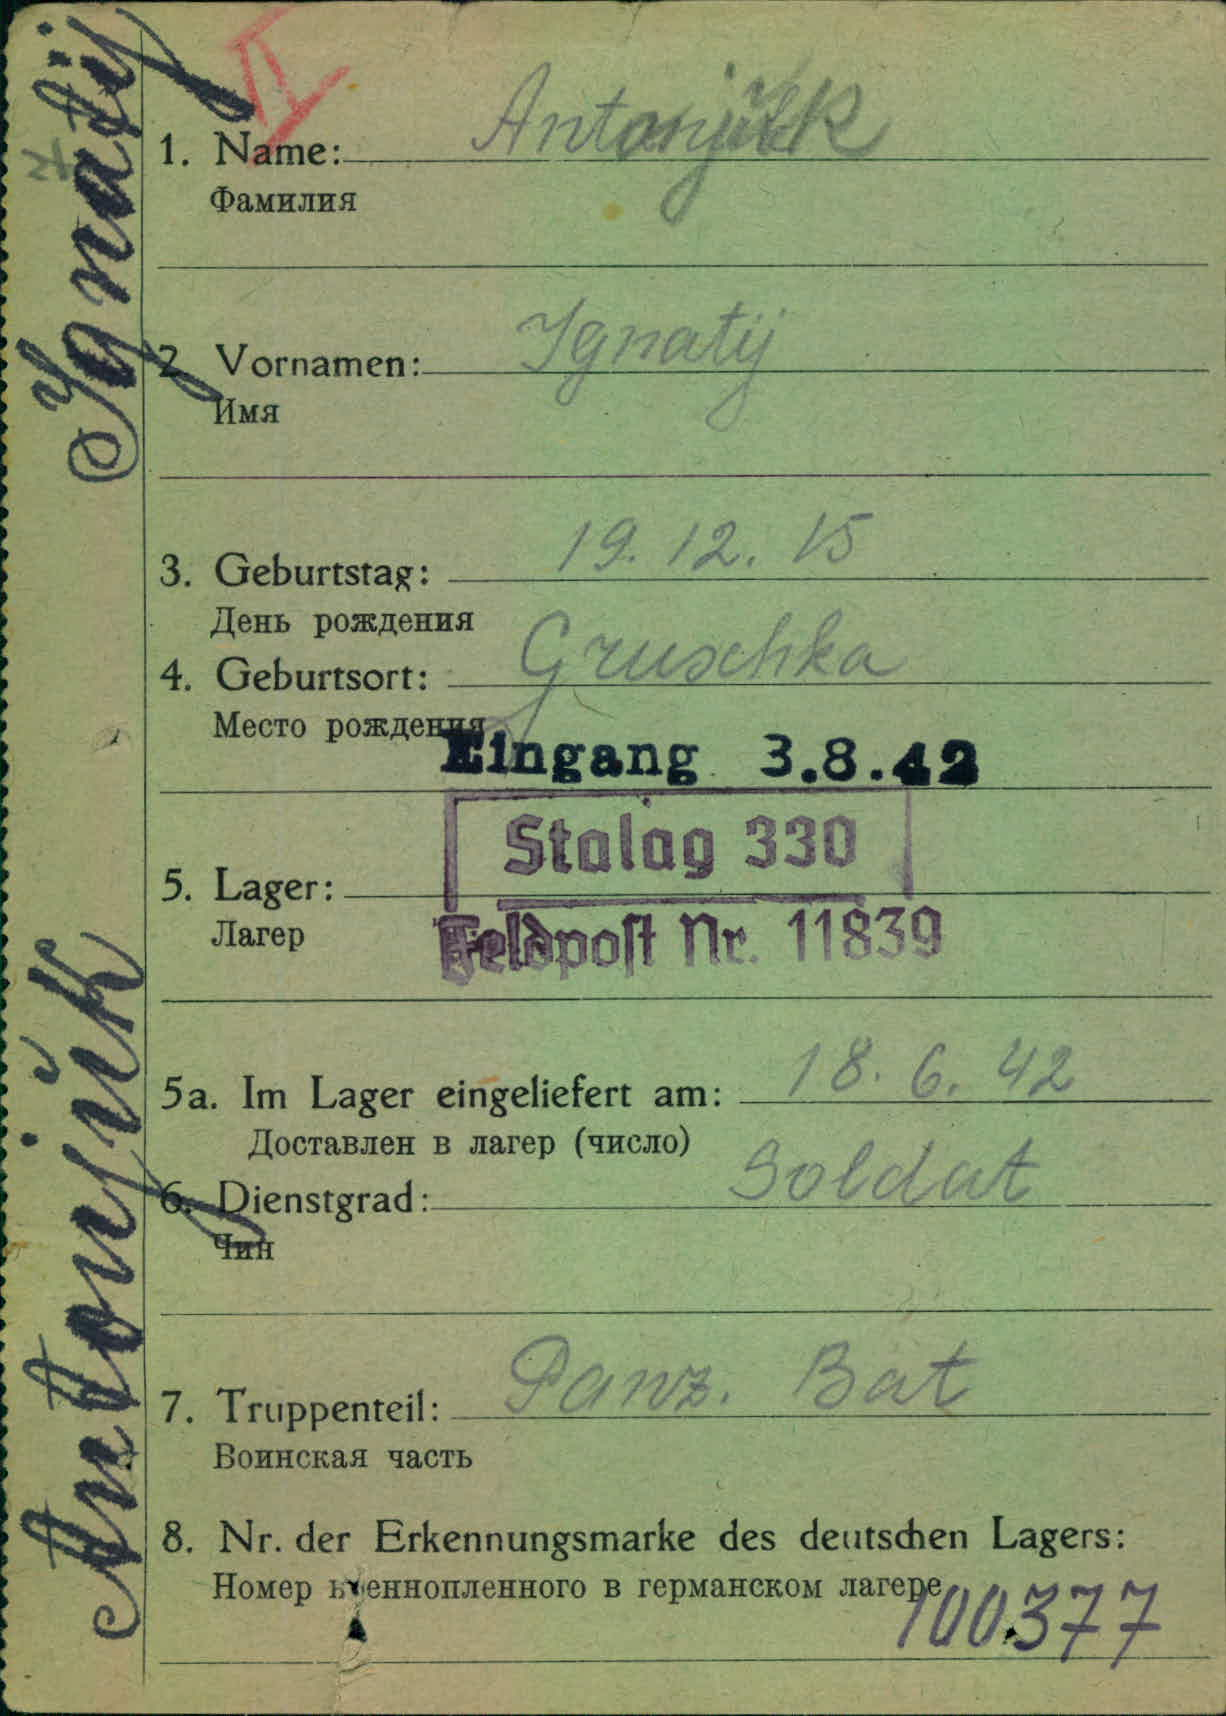 Antonjŭk Ignatij
II
Antonjŭk
1. Name:
Фамилия
Ignatij
2. Vornamen:
Имя
19. 12. 15
3. Geburtstag:
День рождения
Gruschka
4. Geburtsort:
Место рождения
Eingang 3.8.42
Stalag 330
5. Lager:
Лагер
Feldpost Nr. 11839
18. 6. 42
5a. Im Lager eingeliefert am:
Доставлен в лагер (число)
Soldat
6. Dienstgrad:
Чин
Panz. Bat
7. Truppenteil:
Воинская часть
8. Nr. der Erkennungsmarke des deutschen Lagers:
Номер военнопленного в германском лагере
100377